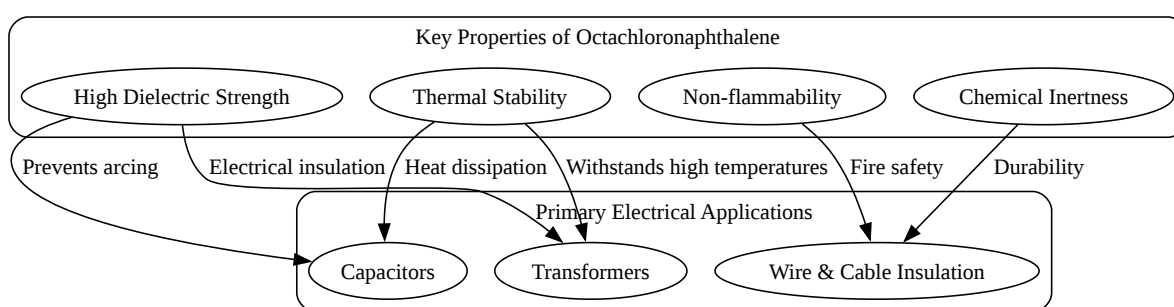 Key Properties of Octachloronaphthalene
High Dielectric Strength
Thermal Stability
Non-flammability
Chemical Inertness
Prevents arcing
Electrical insulation
Heat dissipation
Withstands high temperatures
Fire safety
Durability
Primary Electrical Applications
Capacitors
Transformers
Wire & Cable Insulation